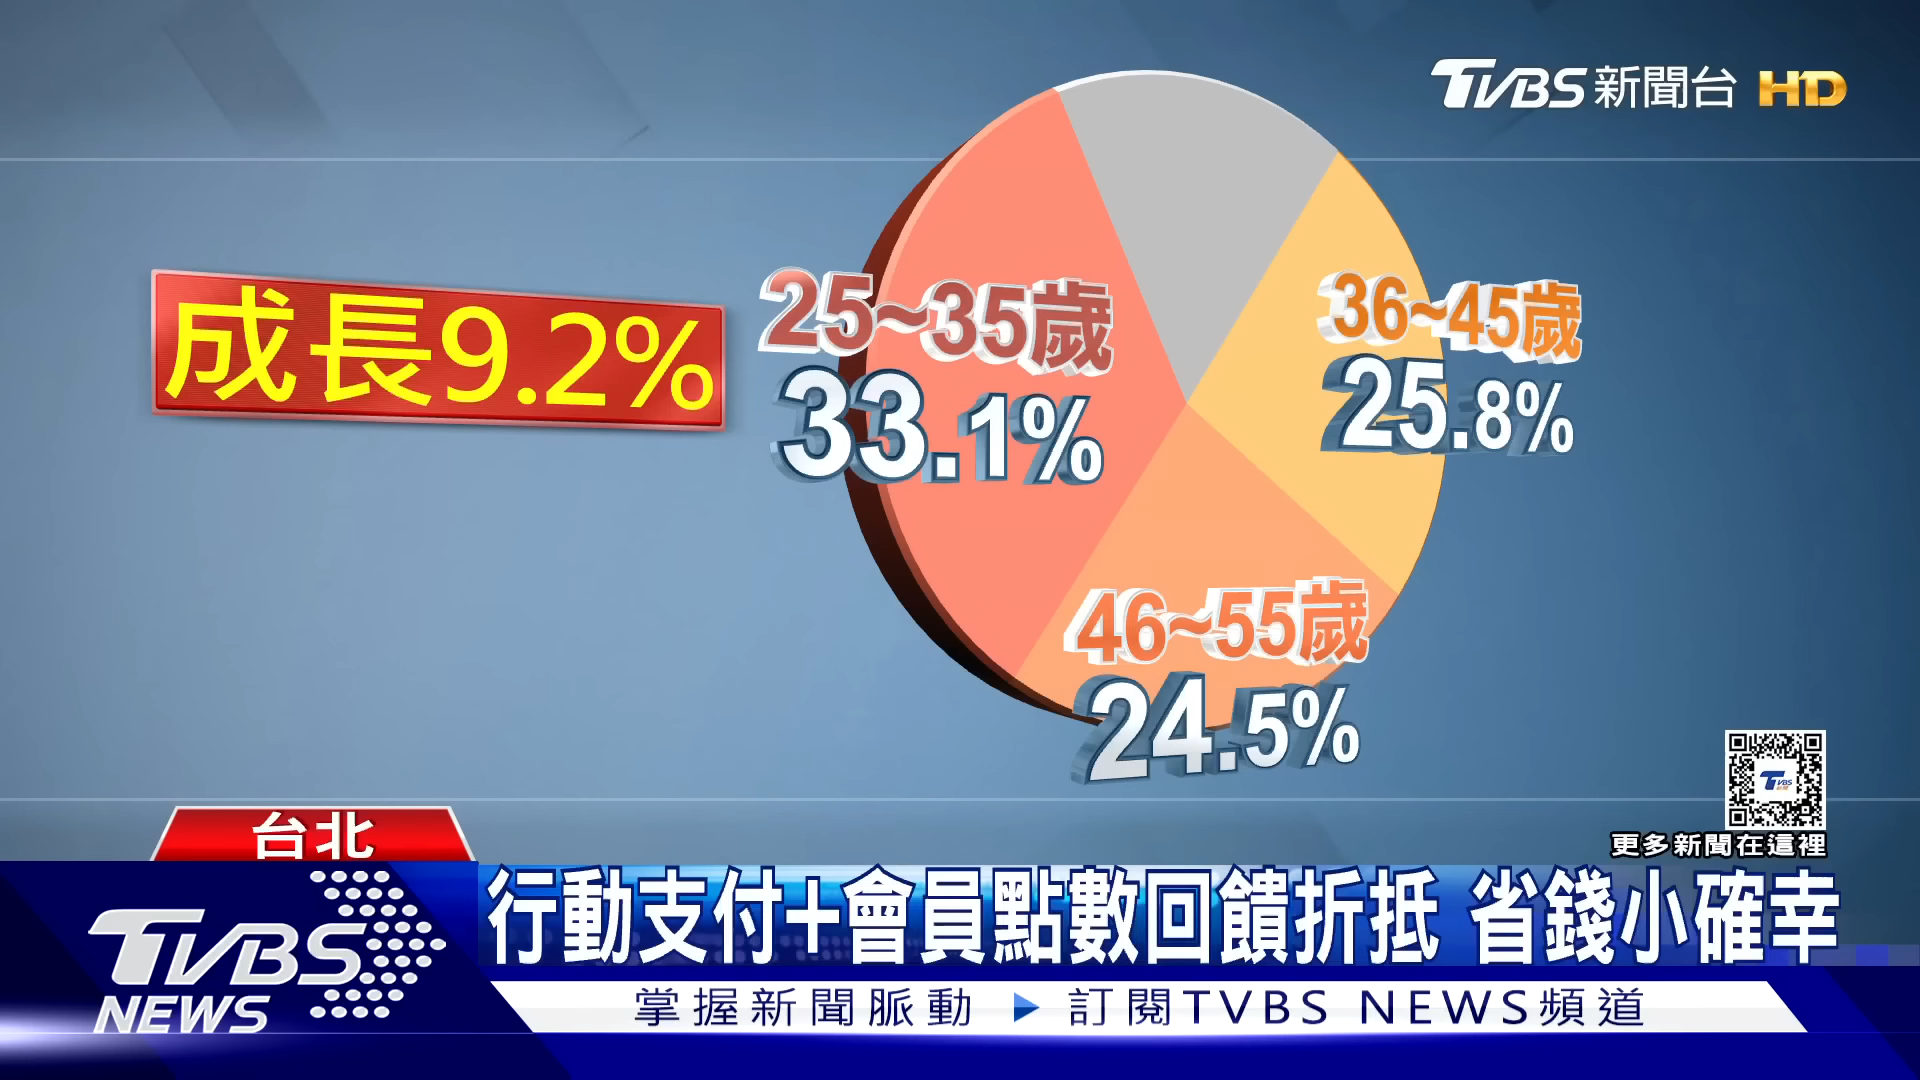 TVBS新聞台 HD
成長9.2%
25~35歲
33.1%
36~45歲
25.8%
46~55歲
24.5%
TVBS
新聞
更多新聞在這裡
台北
行動支付+會員點數回饋折抵 省錢小確幸
TVBS
NEWS
掌握新聞脈動 ▶ 訂閱TVBS NEWS頻道